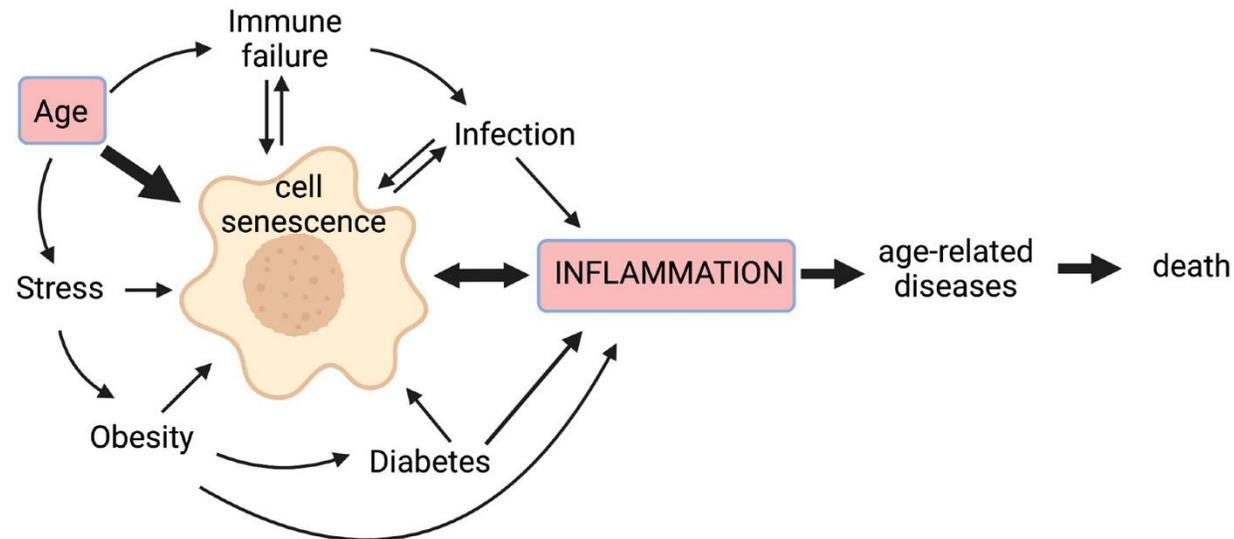 Immune
failure
Age
Infection
cell
senescence
Stress
INFLAMMATION
age-related
diseases
death
Obesity
Diabetes